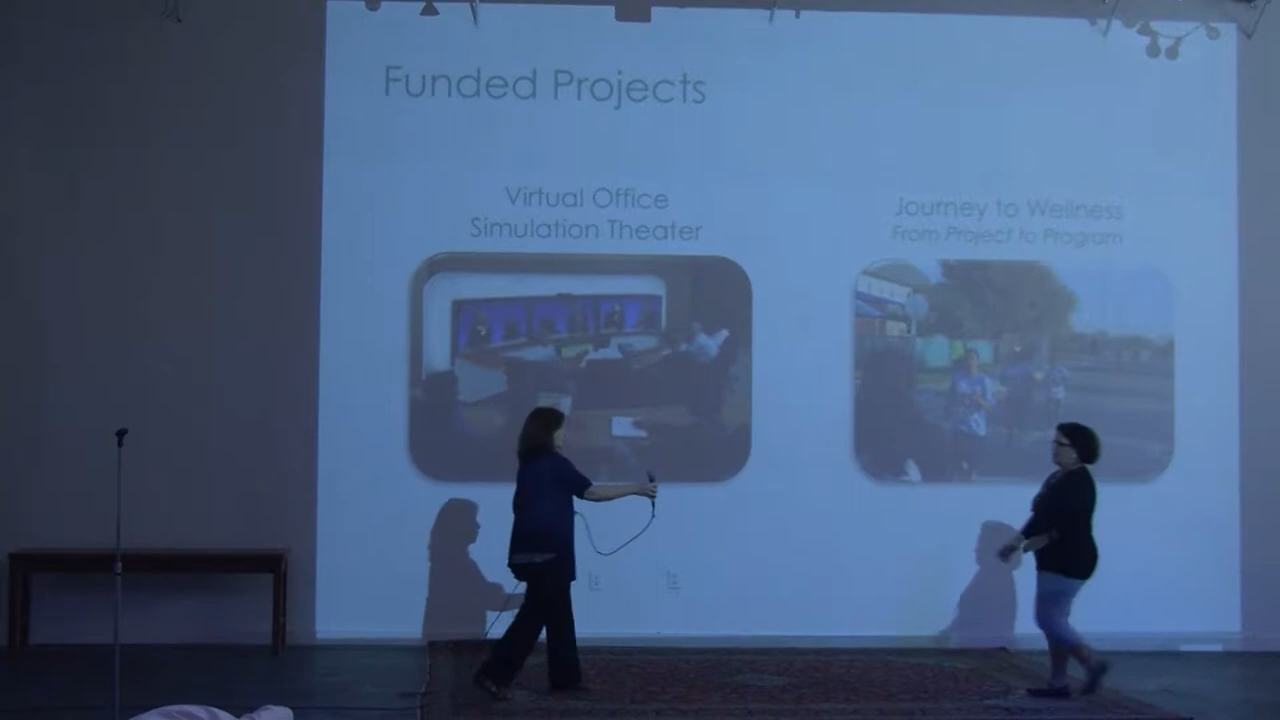 Funded Projects
Virtual Office
Simulation Theater
Journey to Wellness
From Project to Program